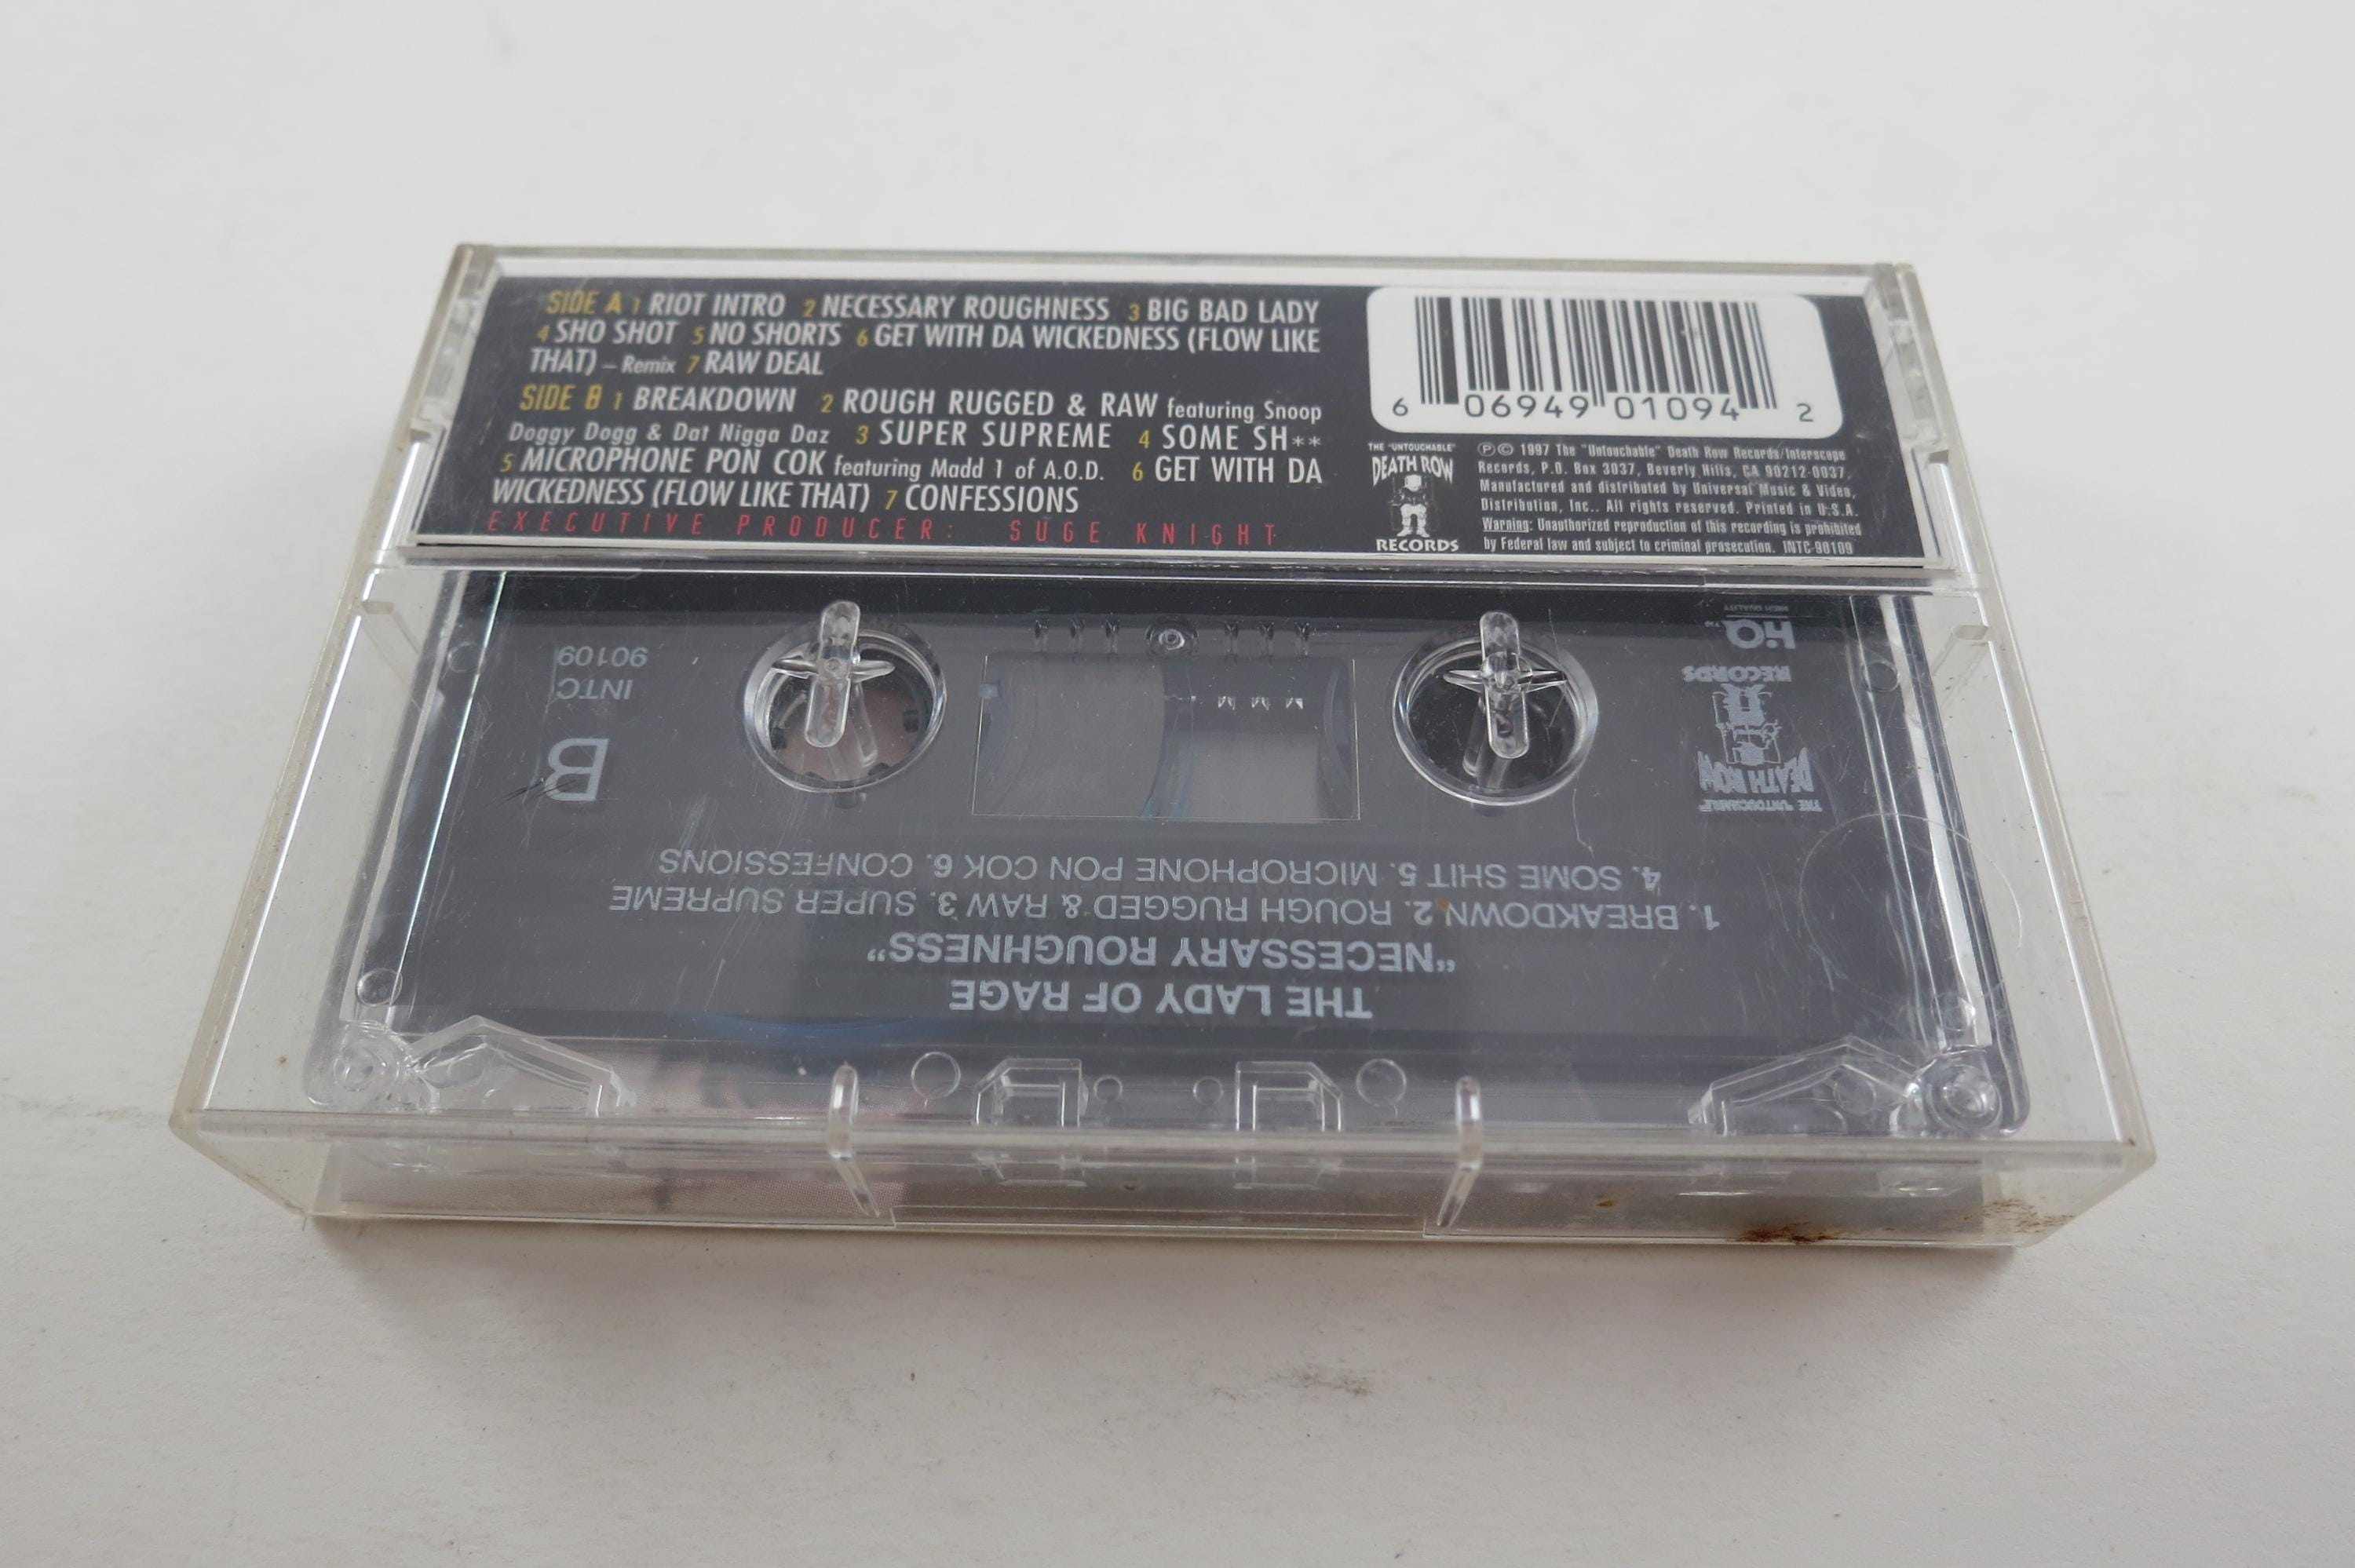 SIDE A 1 RIOT INTRO 2 NECESSARY ROUGHNESS 3 BIG BAD LADY
4 SHO SHOT 5 NO SHORTS 6 GET WITH DA WICKEDNESS (FLOW LIKE
THAT) – Remix 7 RAW DEAL
SIDE B 1 BREAKDOWN 2 ROUGH RUGGED & RAW featuring Snoop
Doggy Dogg & Dat Nigga Daz 3 SUPER SUPREME 4 SOME SH**
5 MICROPHONE PON COK featuring Madd 1 of A.O.D. 6 GET WITH DA
WICKEDNESS (FLOW LIKE THAT) 7 CONFESSIONS
EXECUTIVE PRODUCER: SUGE KNIGHT
6 06949 01094 2
THE "UNTOUCHABLE"
DEATH ROW
RECORDS
℗© 1997 The "Untouchable" Death Row Records/Interscope
Records, P.O. Box 3037, Beverly Hills, CA 90212-0037,
Manufactured and distributed by Universal Music & Video,
Distribution, Inc.. All rights reserved. Printed in U.S.A.
Warning: Unauthorized reproduction of this recording is prohibited
by Federal law and subject to criminal prosecution. INTC-90109
THE LADY OF RAGE
"NECESSARY ROUGHNESS"
1. BREAKDOWN 2. ROUGH RUGGED & RAW 3. SUPER SUPREME
4. SOME SHIT 5. MICROPHONE PON COK 6. CONFESSIONS
THE "UNTOUCHABLE"
DEATH ROW
RECORDS
HiQ TM
HIGH QUALITY
B
INTC
90109